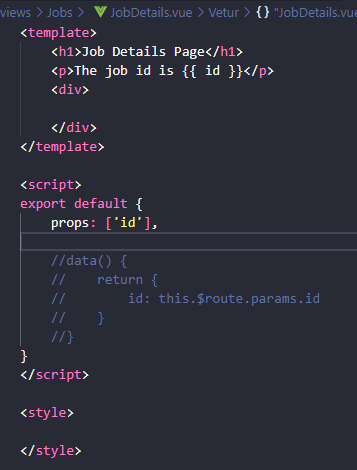 views > Jobs > JobDetails.vue > Vetur > {} "JobDetails.vue
<template>
    <h1>Job Details Page</h1>
    <p>The job id is {{ id }}</p>
    <div>

    </div>
</template>

<script>
export default {
    props: ['id'],

    //data() {
    //    return {
    //        id: this.$route.params.id
    //    }
    //}
}
</script>

<style>

</style>